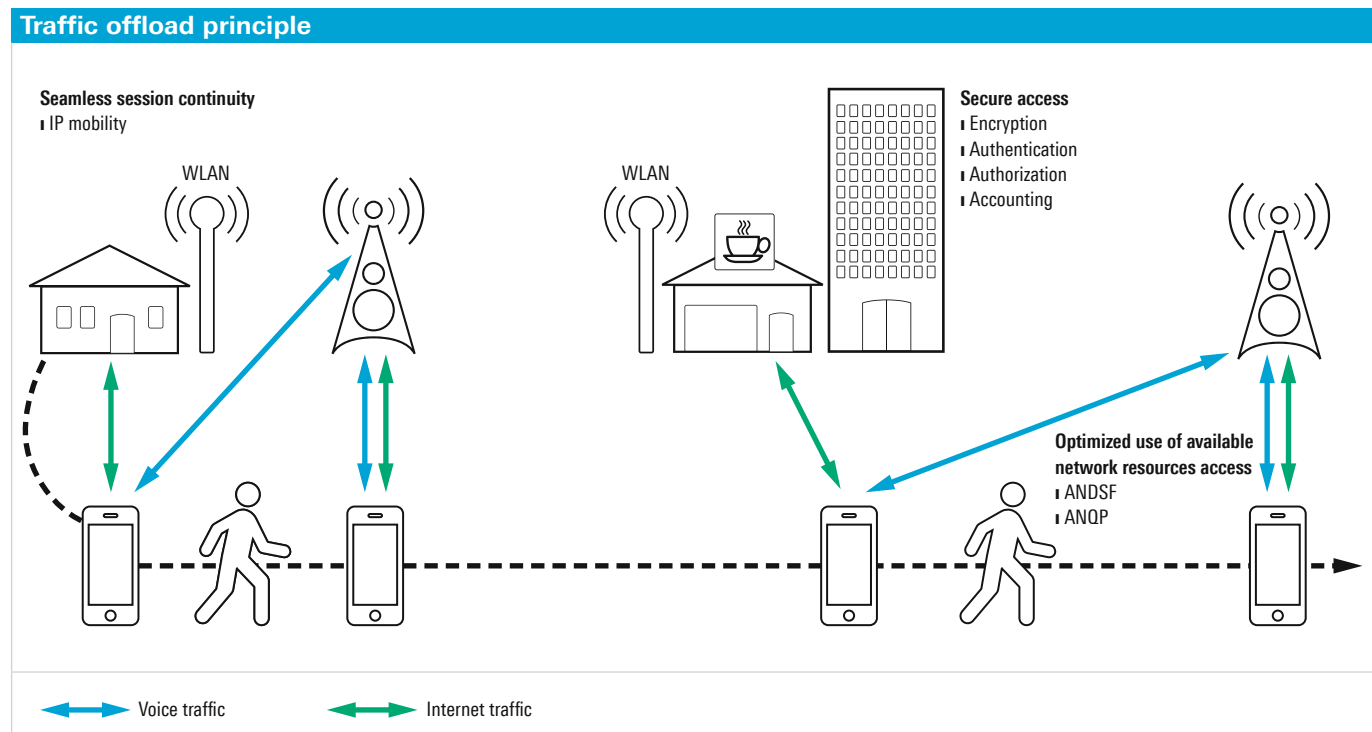 Traffic offload principle
Seamless session continuity
ı IP mobility
WLAN
WLAN
Secure access
ı Encryption
ı Authentication
ı Authorization
ı Accounting
Optimized use of available
network resources access
ı ANDSF
ı ANQP
Voice traffic
Internet traffic